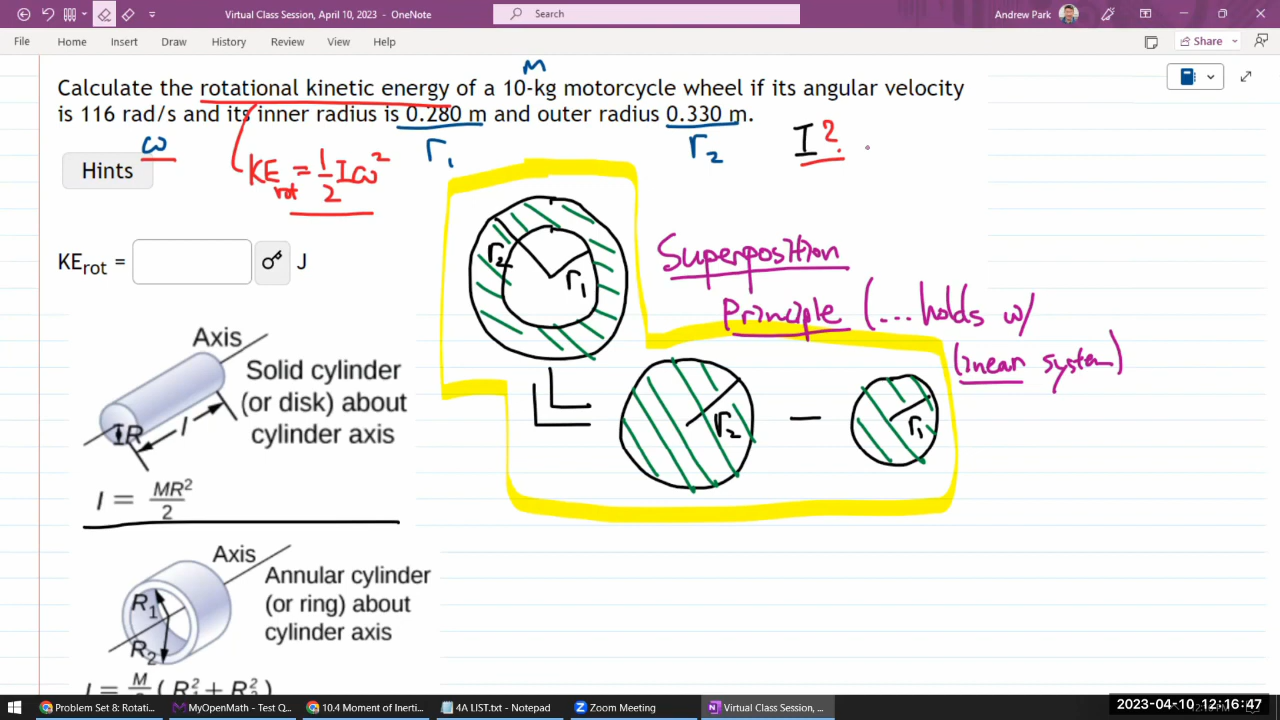 Virtual Class Session, April 10, 2023 - OneNote
Search
Andrew Park
File Home Insert Draw History Review View Help
Share
M
Calculate the rotational kinetic energy of a 10-kg motorcycle wheel if its angular velocity
is 116 rad/s and its inner radius is 0.280 m and outer radius 0.330 m.
ω
r₁
r₂
I?
Hints
KErot = 1/2 Iω²
KErot = J
r₂
r₁
Superposition
Principle (... holds w/
linear system)
r₂
−
r₁
Axis
Solid cylinder
(or disk) about
cylinder axis
R
l
I = MR²/2
Axis
Annular cylinder
(or ring) about
cylinder axis
R₁
R₂
I = M/2 (R₁² + R₂²)
Problem Set 8: Rotati...
MyOpenMath - Test Q...
10.4 Moment of Inerti...
4A LIST.txt - Notepad
Zoom Meeting
Virtual Class Session,...
2023-04-10 12:16:47